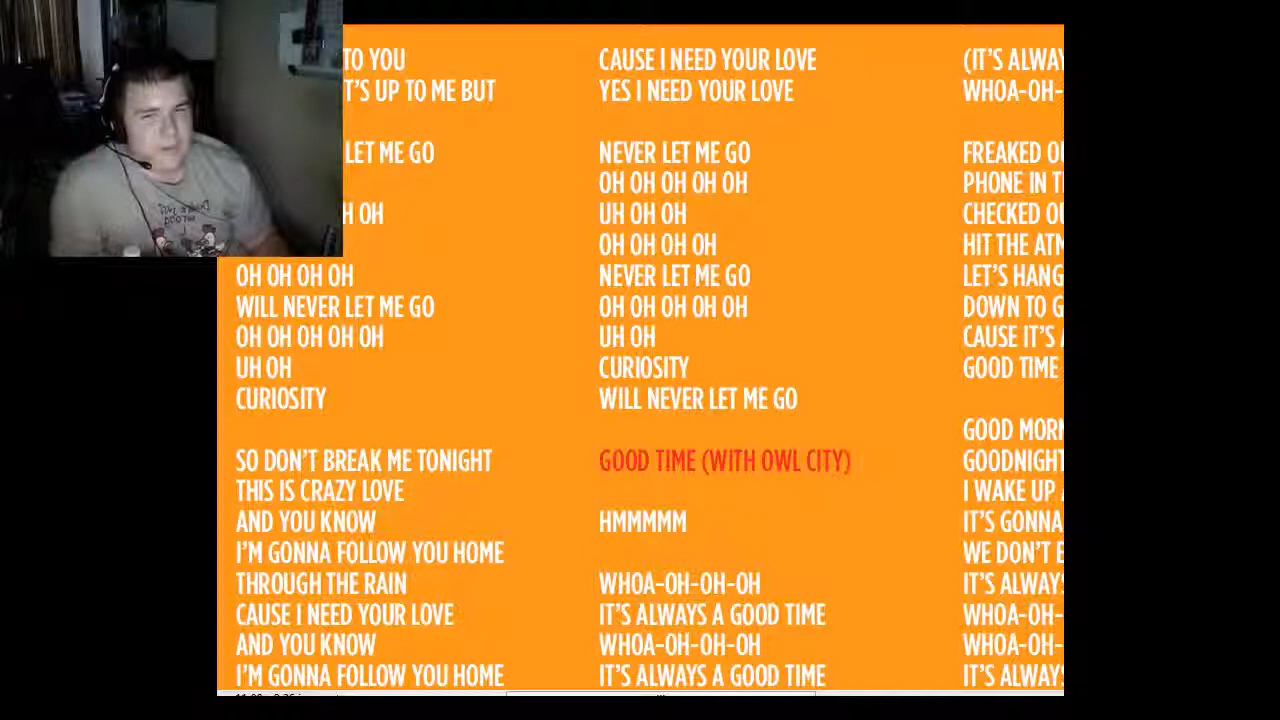 TO YOU
T'S UP TO ME BUT
LET ME GO
H OH
OH OH OH OH
WILL NEVER LET ME GO
OH OH OH OH OH
UH OH
CURIOSITY
SO DON'T BREAK ME TONIGHT
THIS IS CRAZY LOVE
AND YOU KNOW
I'M GONNA FOLLOW YOU HOME
THROUGH THE RAIN
CAUSE I NEED YOUR LOVE
AND YOU KNOW
I'M GONNA FOLLOW YOU HOME
CAUSE I NEED YOUR LOVE
YES I NEED YOUR LOVE
NEVER LET ME GO
OH OH OH OH OH
UH OH OH
OH OH OH OH
NEVER LET ME GO
OH OH OH OH OH
UH OH
CURIOSITY
WILL NEVER LET ME GO
GOOD TIME (WITH OWL CITY)
HMMMMM
WHOA-OH-OH-OH
IT'S ALWAYS A GOOD TIME
WHOA-OH-OH-OH
IT'S ALWAYS A GOOD TIME
(IT'S ALWAY
WHOA-OH-
FREAKED O
PHONE IN T
CHECKED OU
HIT THE ATM
LET'S HANG
DOWN TO G
CAUSE IT'S
GOOD TIME
GOOD MORN
GOODNIGHT
I WAKE UP
IT'S GONNA
WE DON'T E
IT'S ALWAYS
WHOA-OH-
WHOA-OH-
IT'S ALWAYS